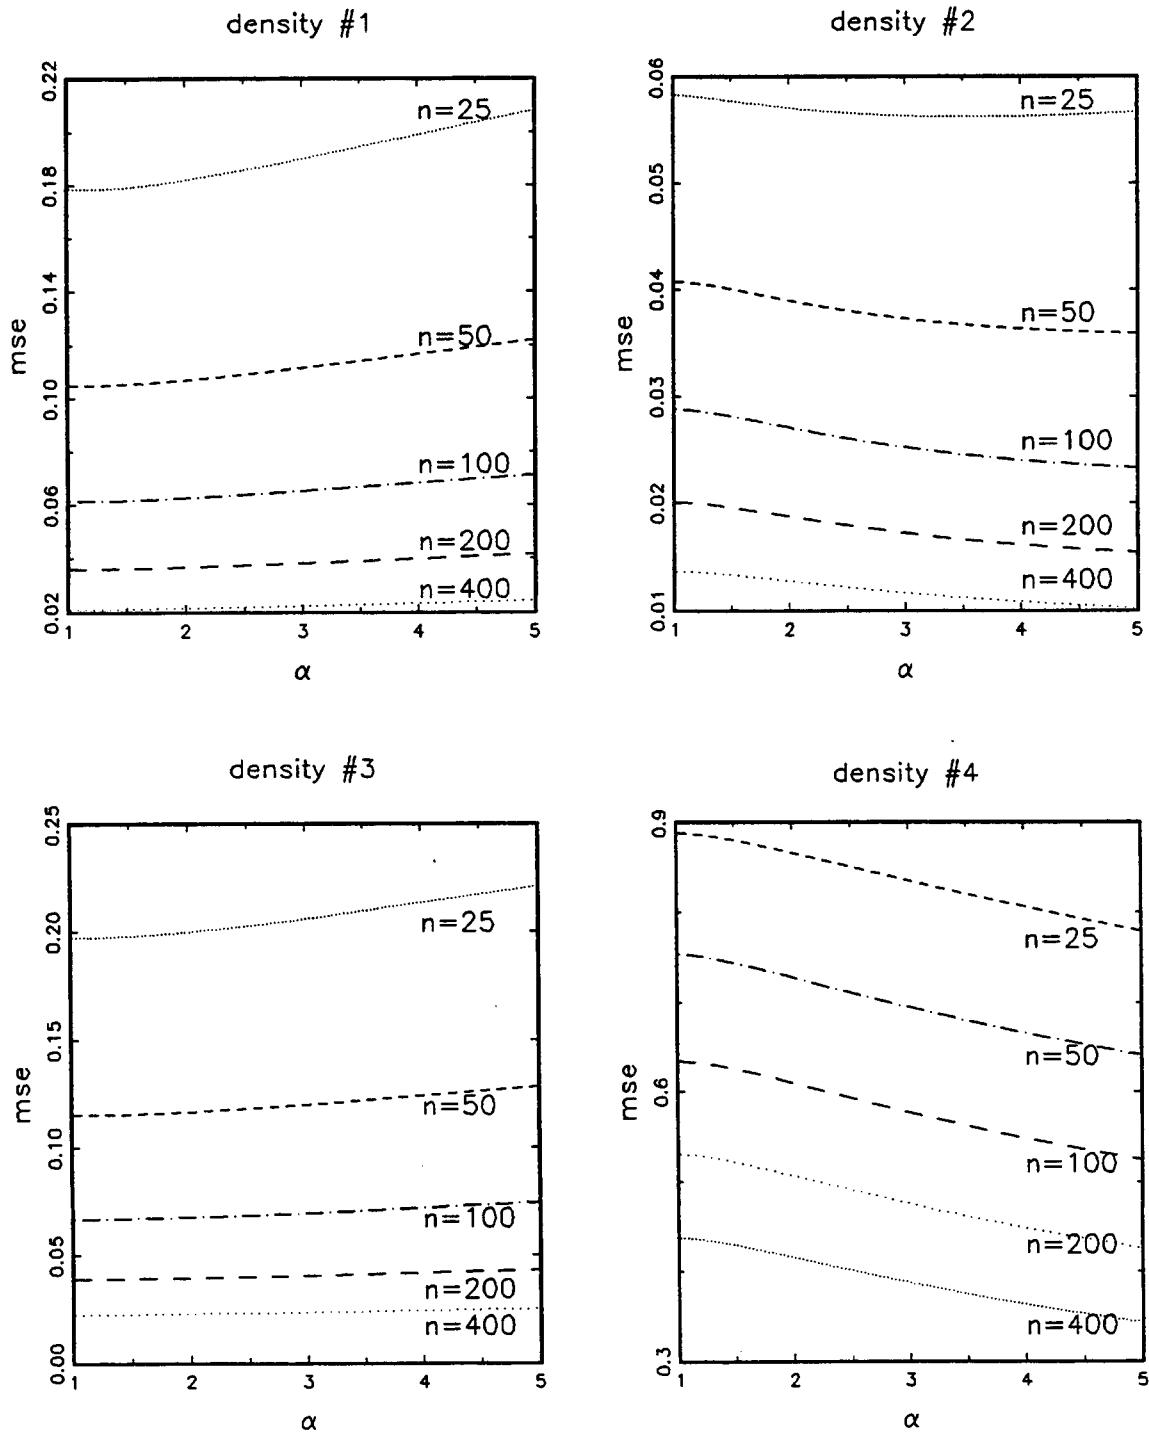 density #1
0.22
0.18
0.14
0.10
0.06
0.02
mse
n=25
n=50
n=100
n=200
n=400
1 2 3 4 5
α
density #2
0.06
0.05
0.04
0.03
0.02
0.01
mse
n=25
n=50
n=100
n=200
n=400
1 2 3 4 5
α
density #3
0.25
0.20
0.15
0.10
0.05
0.00
mse
n=25
n=50
n=100
n=200
n=400
1 2 3 4 5
α
density #4
0.9
0.6
0.3
mse
n=25
n=50
n=100
n=200
n=400
1 2 3 4 5
α